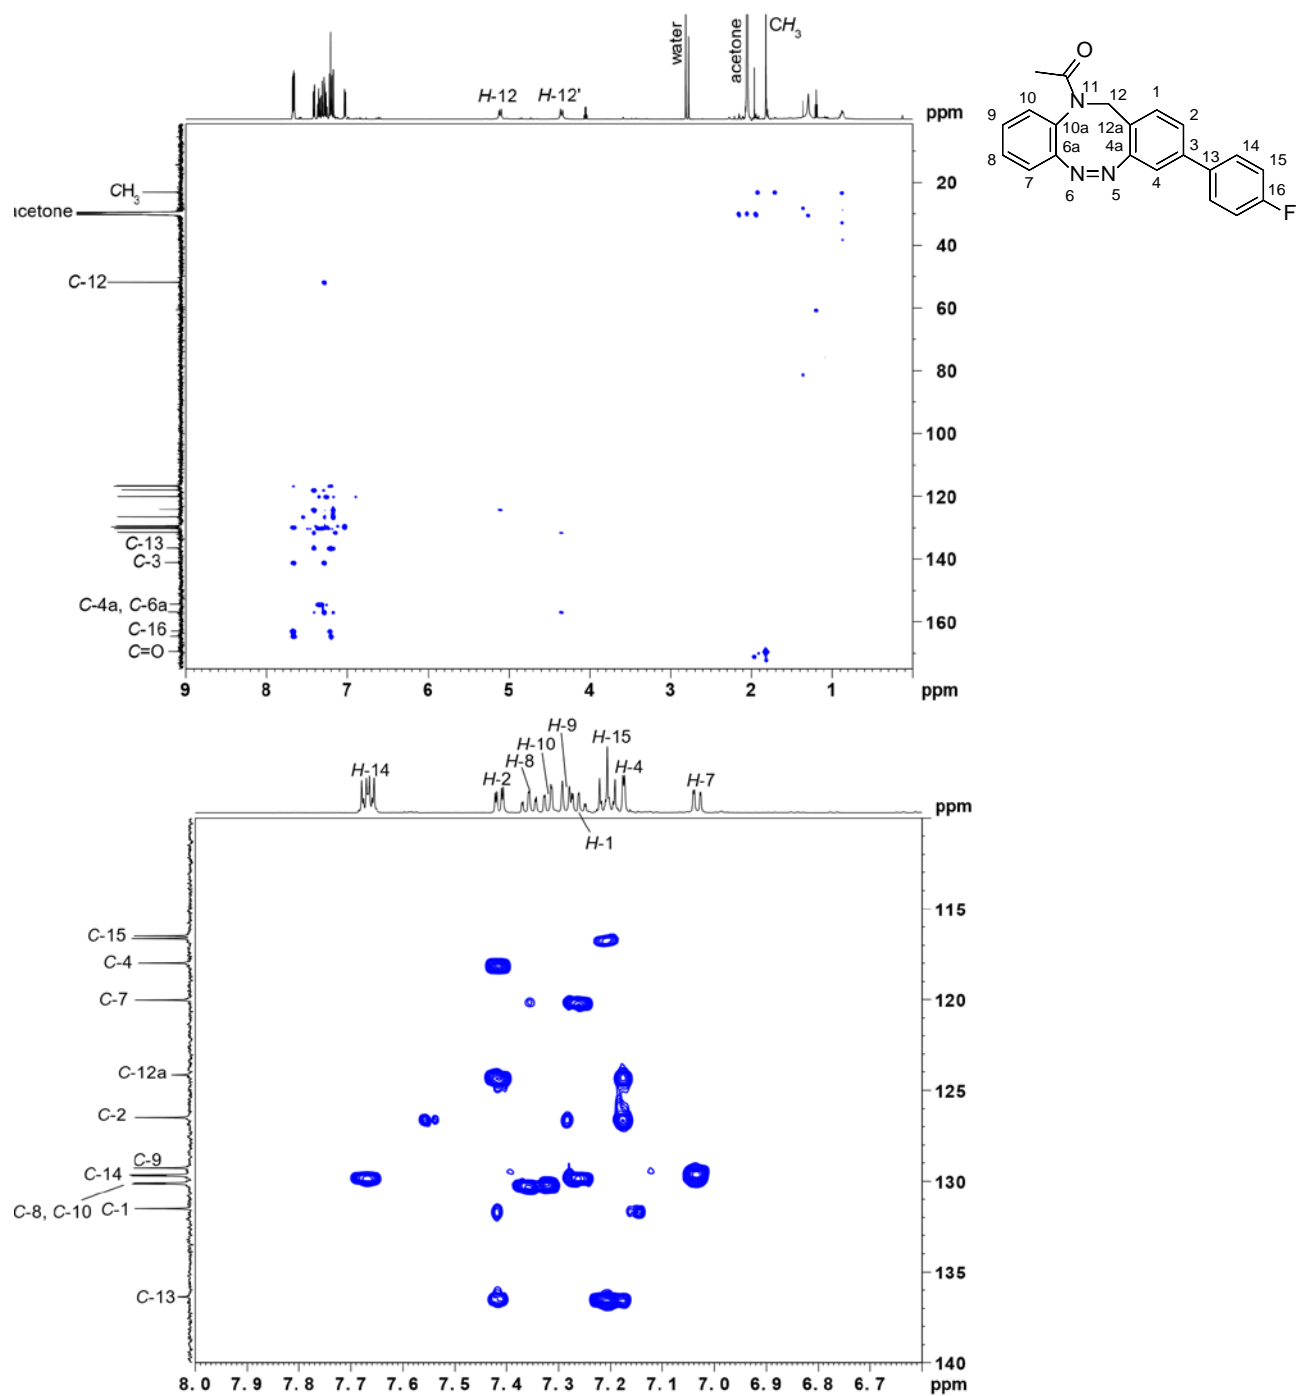 water
acetone
CH3
H-12
H-12'
ppm
CH3
acetone
C-12
C-13
C-3
C-4a, C-6a
C-16
C=O
20
40
60
80
100
120
140
160
9 8 7 6 5 4 3 2 1 ppm
O
11
N
12
1
10
9
10a
12a
2
8
6a
4a
3
14
13
15
7
N=N
4
16
6
5
F
H-9
H-10
H-8
H-15
H-14
H-2
H-4
H-7
H-1
ppm
C-15
C-4
C-7
C-12a
C-2
C-9
C-14
C-8, C-10 C-1
C-13
115
120
125
130
135
140
8.0 7.9 7.8 7.7 7.6 7.5 7.4 7.3 7.2 7.1 7.0 6.9 6.8 6.7 ppm